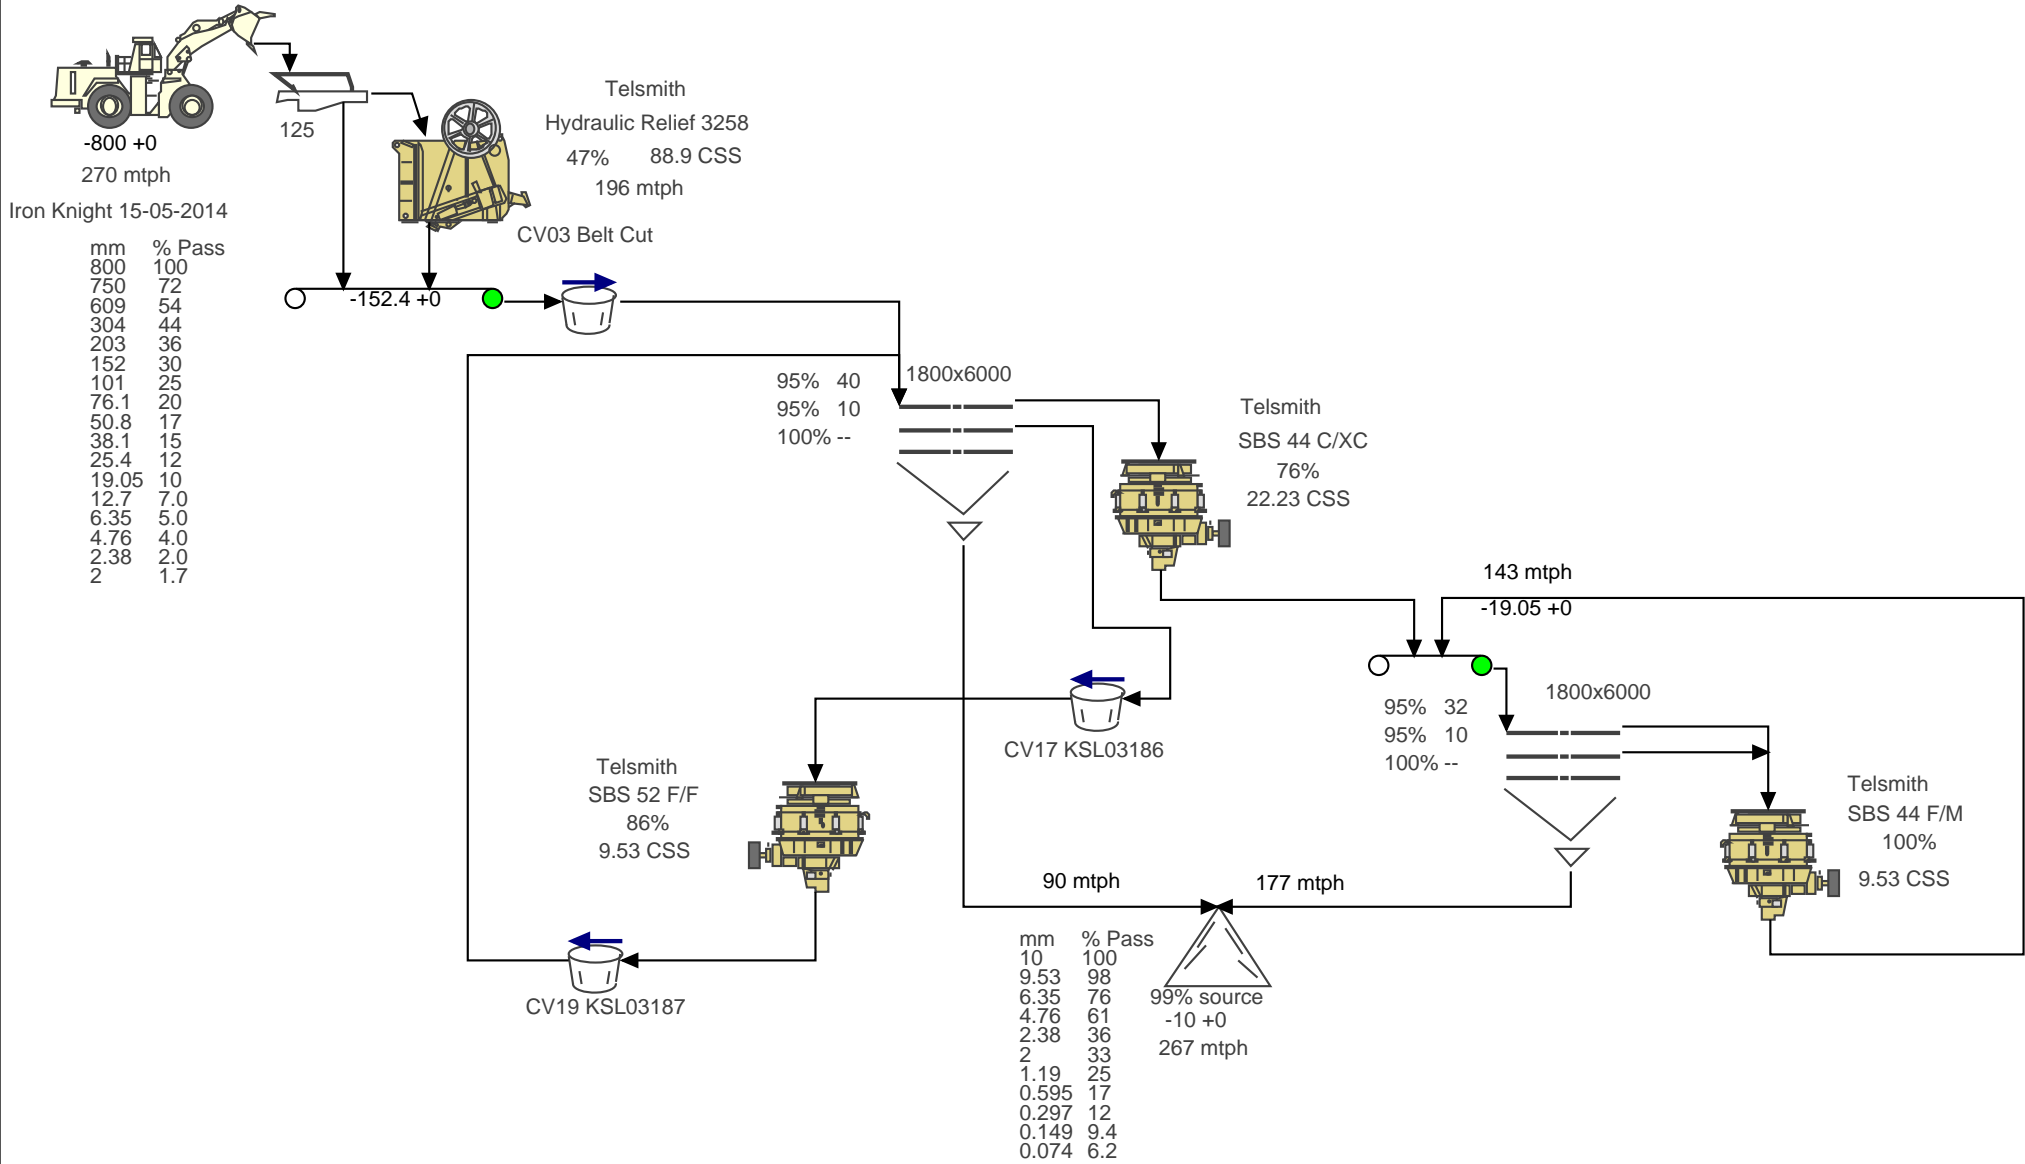 -800 +0
270 mtph
Iron Knight 15-05-2014
mm % Pass
800 100
750 72
609 54
304 44
203 36
152 30
101 25
76.1 20
50.8 17
38.1 15
25.4 12
19.05 10
12.7 7.0
6.35 5.0
4.76 4.0
2.38 2.0
2 1.7
125
Telsmith
Hydraulic Relief 3258
47% 88.9 CSS
196 mtph
CV03 Belt Cut
-152.4 +0
1800x6000
95% 40
95% 10
100% --
Telsmith
SBS 44 C/XC
76%
22.23 CSS
143 mtph
-19.05 +0
1800x6000
95% 32
95% 10
100% --
CV17 KSL03186
Telsmith
SBS 52 F/F
86%
9.53 CSS
Telsmith
SBS 44 F/M
100%
9.53 CSS
CV19 KSL03187
90 mtph
177 mtph
mm % Pass
10 100
9.53 98
6.35 76
4.76 61
2.38 36
2 33
1.19 25
0.595 17
0.297 12
0.149 9.4
0.074 6.2
99% source
-10 +0
267 mtph